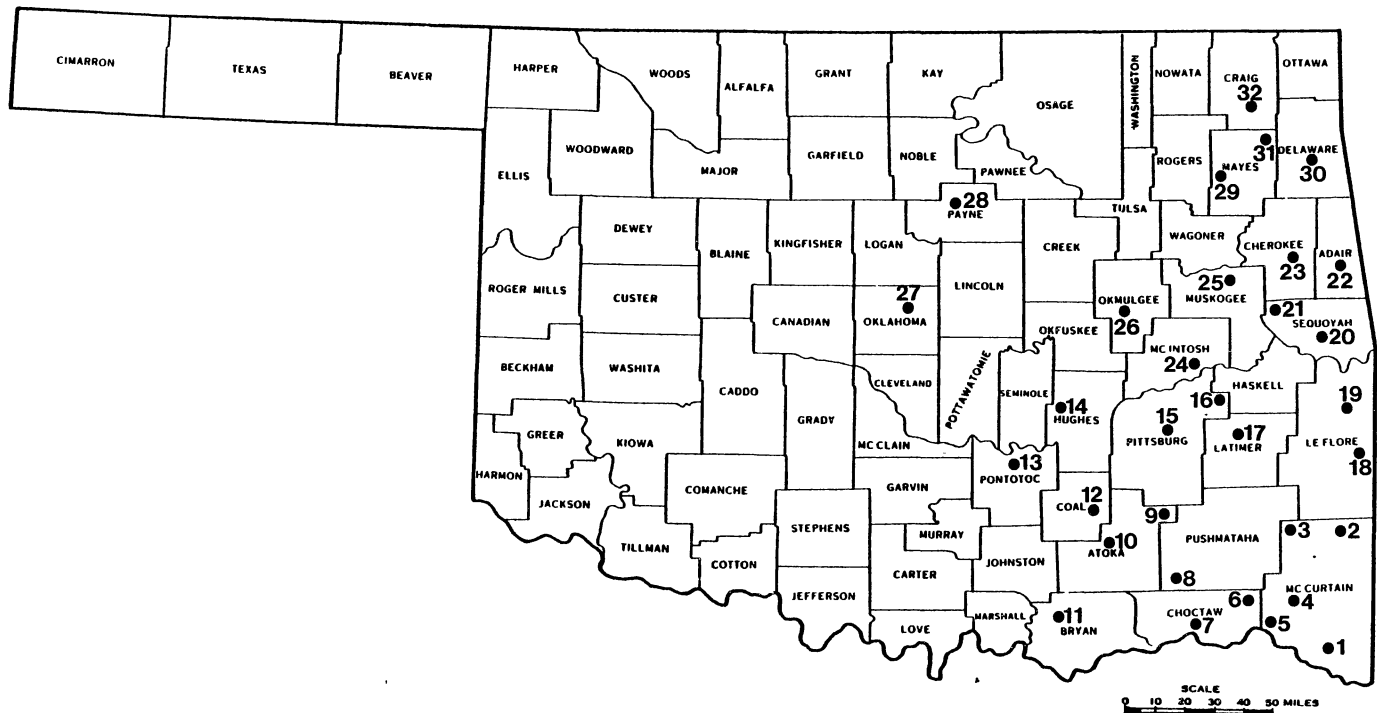 CIMARRON
TEXAS
BEAVER
HARPER
WOODS
ALFALFA
GRANT
KAY
OSAGE
WASHINGTON
NOWATA
CRAIG
32
OTTAWA
WOODWARD
ELLIS
MAJOR
GARFIELD
NOBLE
PAWNEE
ROGERS
31
MAYES
29
DELAWARE
30
28
PAYNE
TULSA
DEWEY
BLAINE
KINGFISHER
LOGAN
CREEK
WAGONER
CHEROKEE
23
ADAIR
22
ROGER MILLS
CUSTER
CANADIAN
27
OKLAHOMA
LINCOLN
OKMULGEE
26
25
MUSKOGEE
21
SEQUOYAH
20
OKFUSKEE
MC INTOSH
24
BECKHAM
WASHITA
CADDO
GRADY
CLEVELAND
POTTAWATOMIE
SEMINOLE
14
HUGHES
15
PITTSBURG
16
HASKELL
17
LATIMER
19
LE FLORE
18
GREER
KIOWA
MC CLAIN
HARMON
JACKSON
COMANCHE
GARVIN
13
PONTOTOC
12
COAL
9
10
ATOKA
PUSHMATAHA
3
2
TILLMAN
COTTON
STEPHENS
MURRAY
JOHNSTON
8
JEFFERSON
CARTER
LOVE
MARSHALL
11
BRYAN
CHOCTAW
6
7
5
MC CURTAIN
4
1
SCALE
0 10 20 30 40 50 MILES